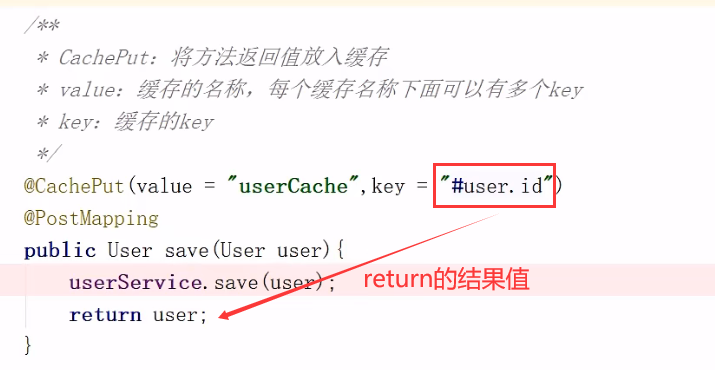 /**
* CachePut：将方法返回值放入缓存
* value：缓存的名称，每个缓存名称下面可以有多个key
* key：缓存的key
*/
@CachePut(value = "userCache",key = "#user.id")
@PostMapping
public User save(User user){
userService.save(user);
return的结果值
return user;
}